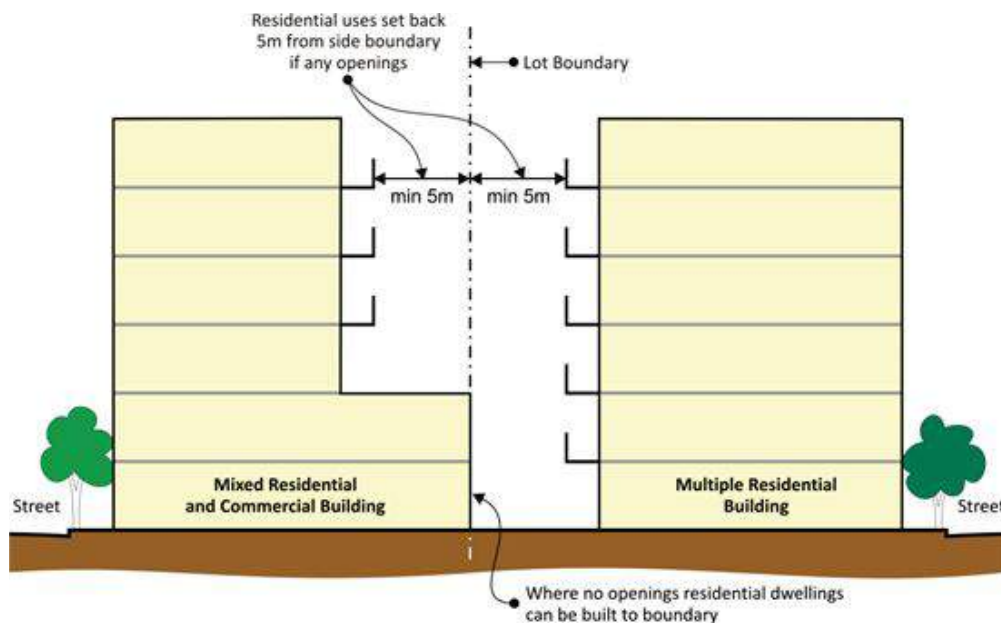 Residential uses set back
5m from side boundary
if any openings
Lot Boundary
min 5m
min 5m
Mixed Residential
and Commercial Building
Multiple Residential
Building
Street
Street
Where no openings residential dwellings
can be built to boundary